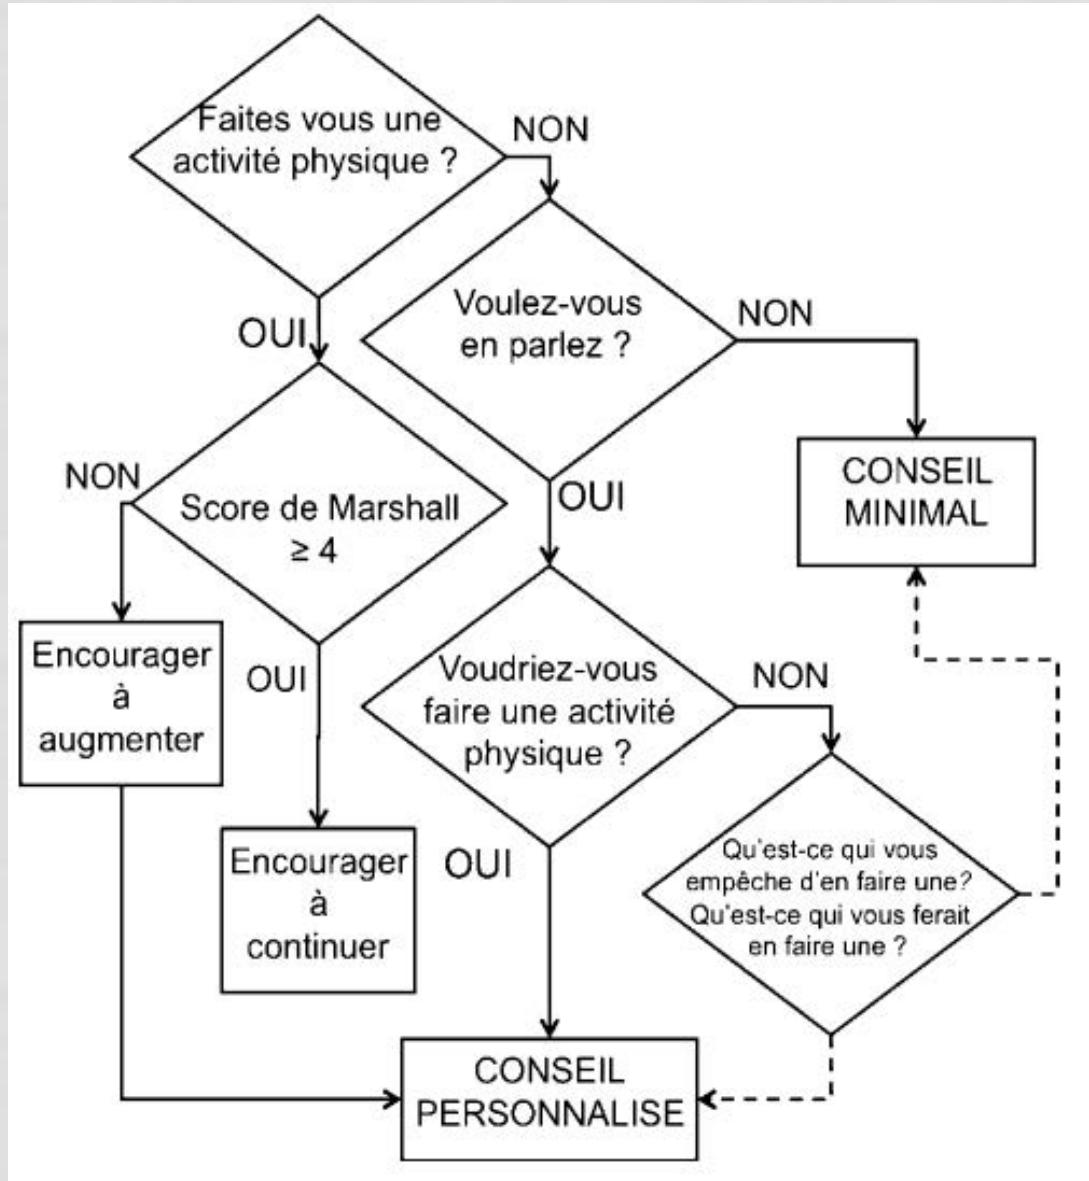 Faites vous une
activité physique ?
NON
Voulez-vous
en parlez ?
NON
OUI
CONSEIL
MINIMAL
NON
Score de Marshall
≥ 4
OUI
Encourager
à
augmenter
OUI
Voudriez-vous
faire une activité
physique ?
NON
Encourager
à
continuer
OUI
Qu'est-ce qui vous
empêche d'en faire une?
Qu'est-ce qui vous ferait
en faire une ?
CONSEIL
PERSONNALISE